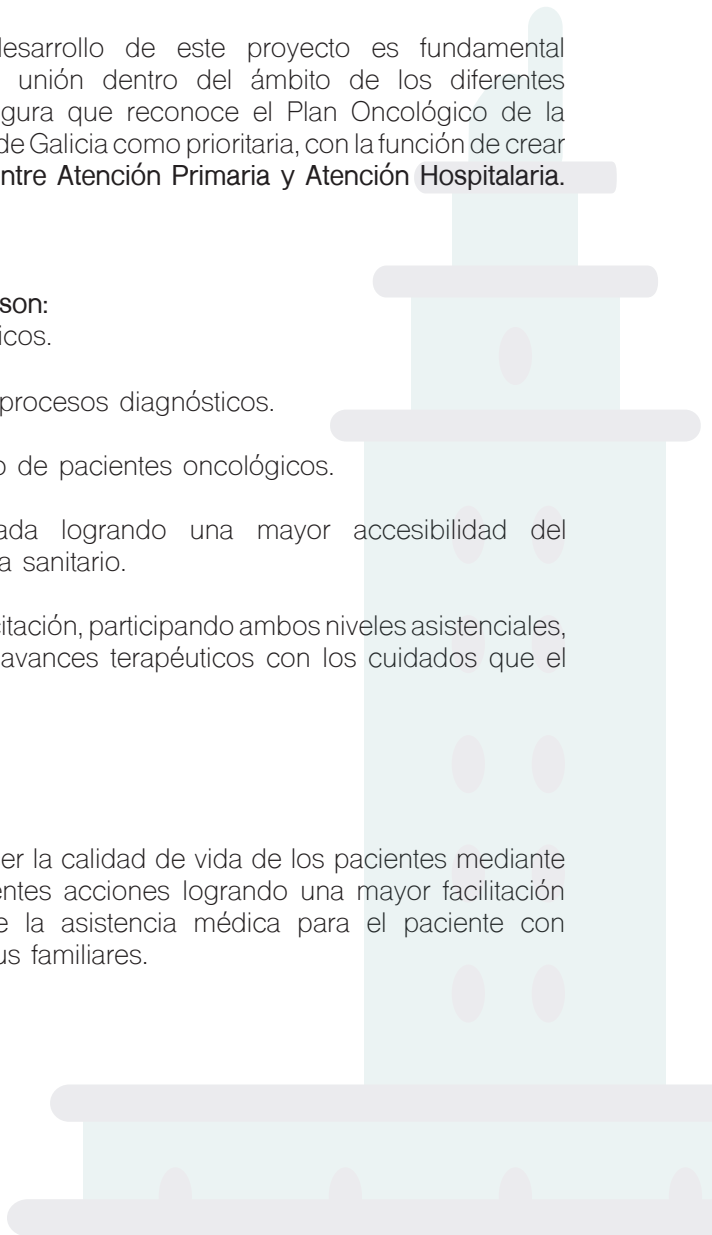 desarrollo de este proyecto es fundamental
unión dentro del ámbito de los diferentes
gura que reconoce el Plan Oncológico de la
de Galicia como prioritaria, con la función de crear
entre Atención Primaria y Atención Hospitalaria.
son:
icos.
procesos diagnósticos.
o de pacientes oncológicos.
ada logrando una mayor accesibilidad del
a sanitario.
citación, participando ambos niveles asistenciales,
avances terapéuticos con los cuidados que el
er la calidad de vida de los pacientes mediante
entes acciones logrando una mayor facilitación
e la asistencia médica para el paciente con
us familiares.